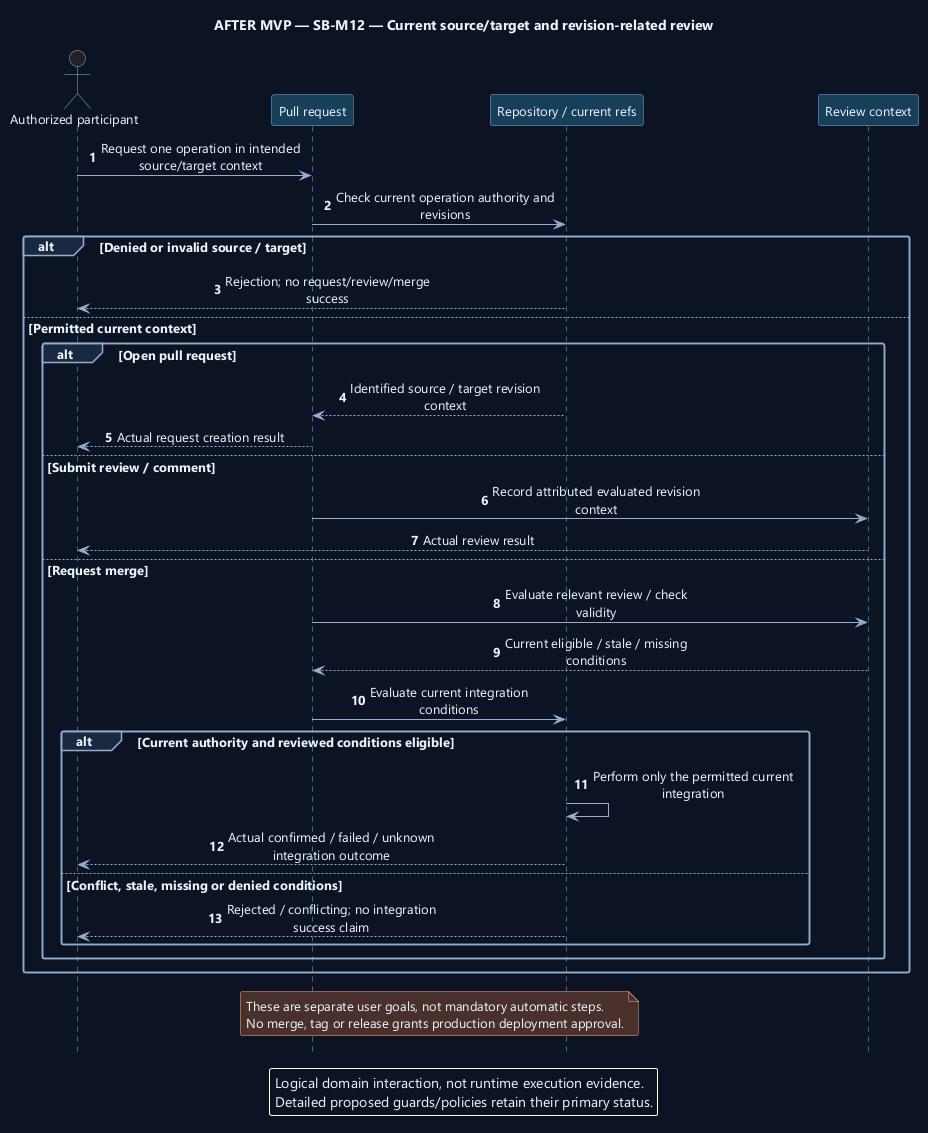 AFTER MVP — SB-M12 — Current source/target and revision-related review
Authorized participant
Pull request
Repository / current refs
Review context
1 Request one operation in intended
source/target context
2 Check current operation authority and
revisions
alt [Denied or invalid source / target]
3 Rejection; no request/review/merge
success
[Permitted current context]
alt [Open pull request]
4 Identified source / target revision
context
5 Actual request creation result
[Submit review / comment]
6 Record attributed evaluated revision
context
7 Actual review result
[Request merge]
8 Evaluate relevant review / check
validity
9 Current eligible / stale / missing
conditions
10 Evaluate current integration
conditions
alt [Current authority and reviewed conditions eligible]
11 Perform only the permitted current
integration
12 Actual confirmed / failed / unknown
integration outcome
[Conflict, stale, missing or denied conditions]
13 Rejected / conflicting; no integration
success claim
These are separate user goals, not mandatory automatic steps.
No merge, tag or release grants production deployment approval.
Logical domain interaction, not runtime execution evidence.
Detailed proposed guards/policies retain their primary status.